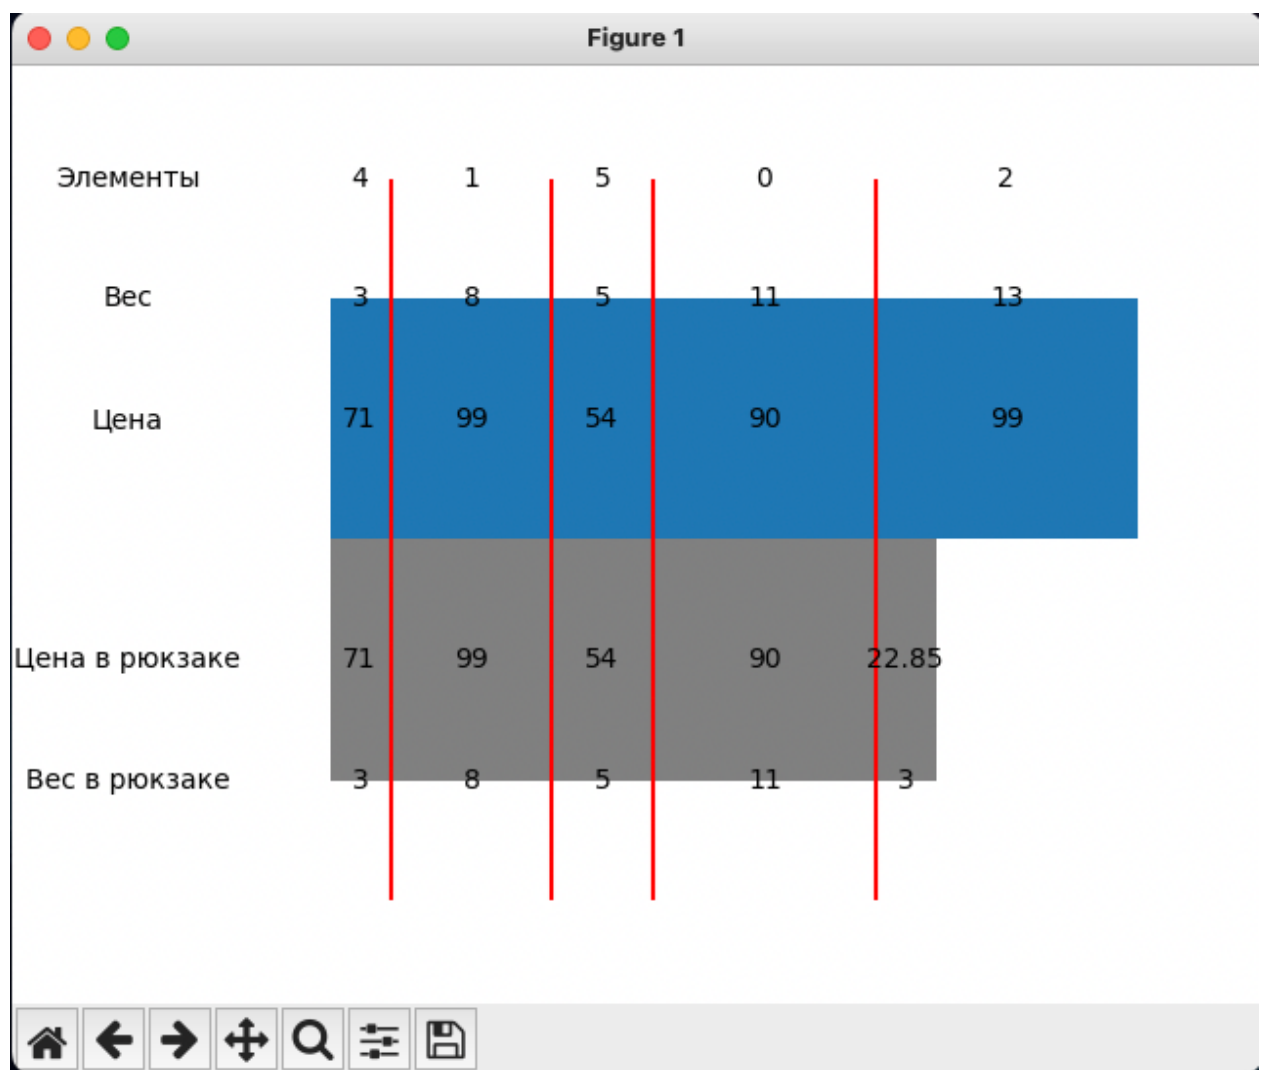 Figure 1
Элементы 4 1 5 0 2
Вес 3 8 5 11 13
Цена 71 99 54 90 99
Цена в рюкзаке 71 99 54 90 22.85
Вес в рюкзаке 3 8 5 11 3